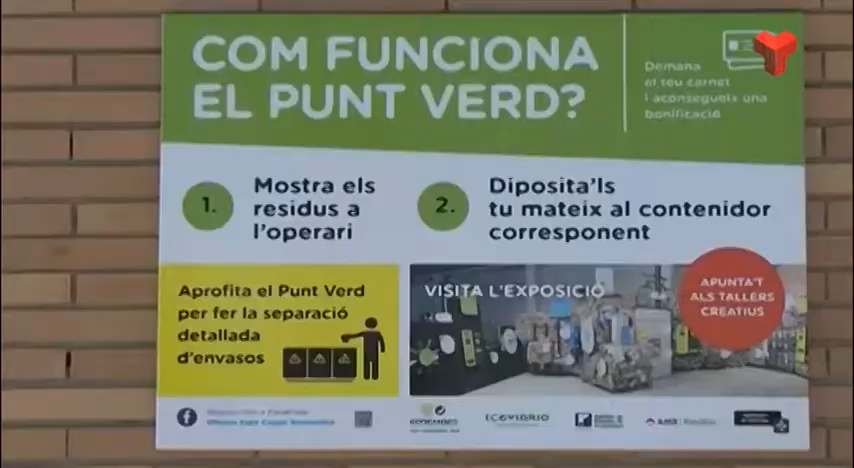 COM FUNCIONA
EL PUNT VERD?
Demana
el teu carnet
i aconsegueix una
bonificació
1.
Mostra els
residus a
l'operari
2.
Diposita'ls
tu mateix al contenidor
corresponent
Aprofita el Punt Verd
per fer la separació
detallada
d'envasos
VISITA L'EXPOSICIÓ
APUNTA'T
ALS TALLERS
CREATIUS
ECOVIDRIO